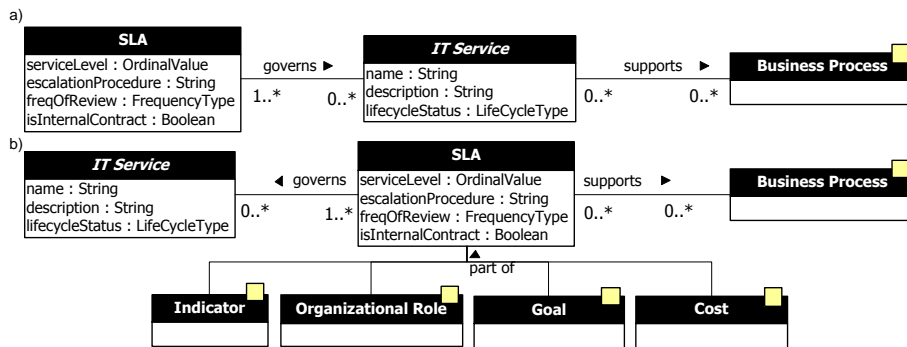 a)
SLA
serviceLevel : OrdinalValue
escalationProcedure : String
freqOfReview : FrequencyType
isInternalContract : Boolean
governs ►
1..*
0..*
IT Service
name : String
description : String
lifecycleStatus : LifeCycleType
supports ►
0..*
0..*
Business Process
b)
IT Service
name : String
description : String
lifecycleStatus : LifeCycleType
◄ governs
0..*
1..*
SLA
serviceLevel : OrdinalValue
escalationProcedure : String
freqOfReview : FrequencyType
isInternalContract : Boolean
supports ►
0..*
0..*
Business Process
part of
Indicator
Organizational Role
Goal
Cost